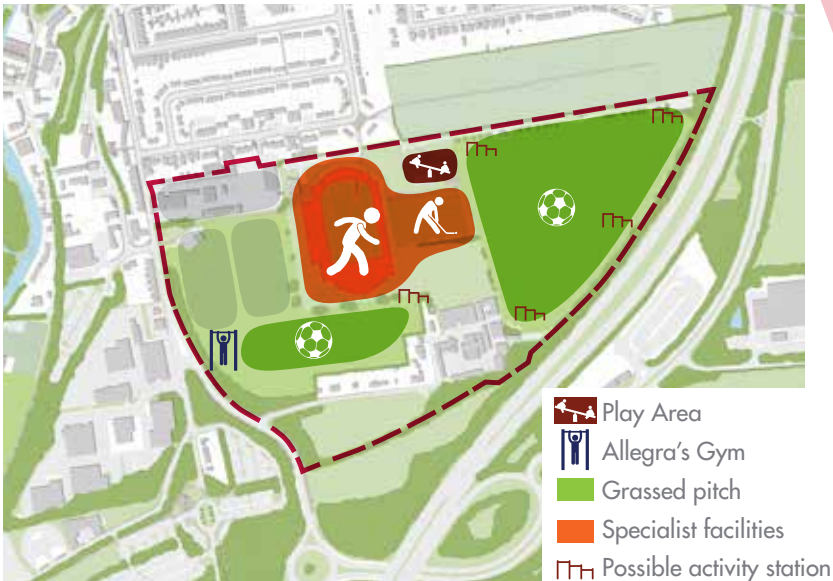 Play Area
Allegra's Gym
Grassed pitch
Specialist facilities
Possible activity station